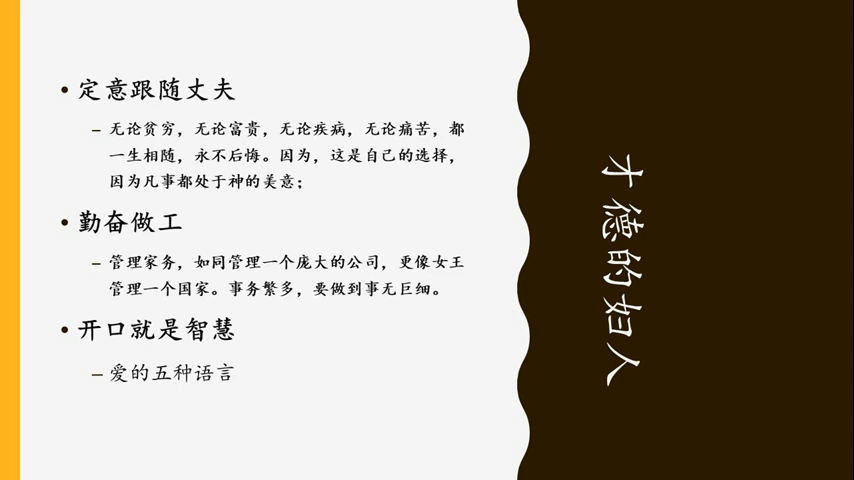 • 定意跟随丈夫
– 无论贫穷，无论富贵，无论疾病，无论痛苦，都
一生相随，永不后悔。因为，这是自己的选择，
因为凡事都处于神的美意；
• 勤奋做工
– 管理家务，如同管理一个庞大的公司，更像女王
管理一个国家。事务繁多，要做到事无巨细。
• 开口就是智慧
– 爱的五种语言
才德的妇人